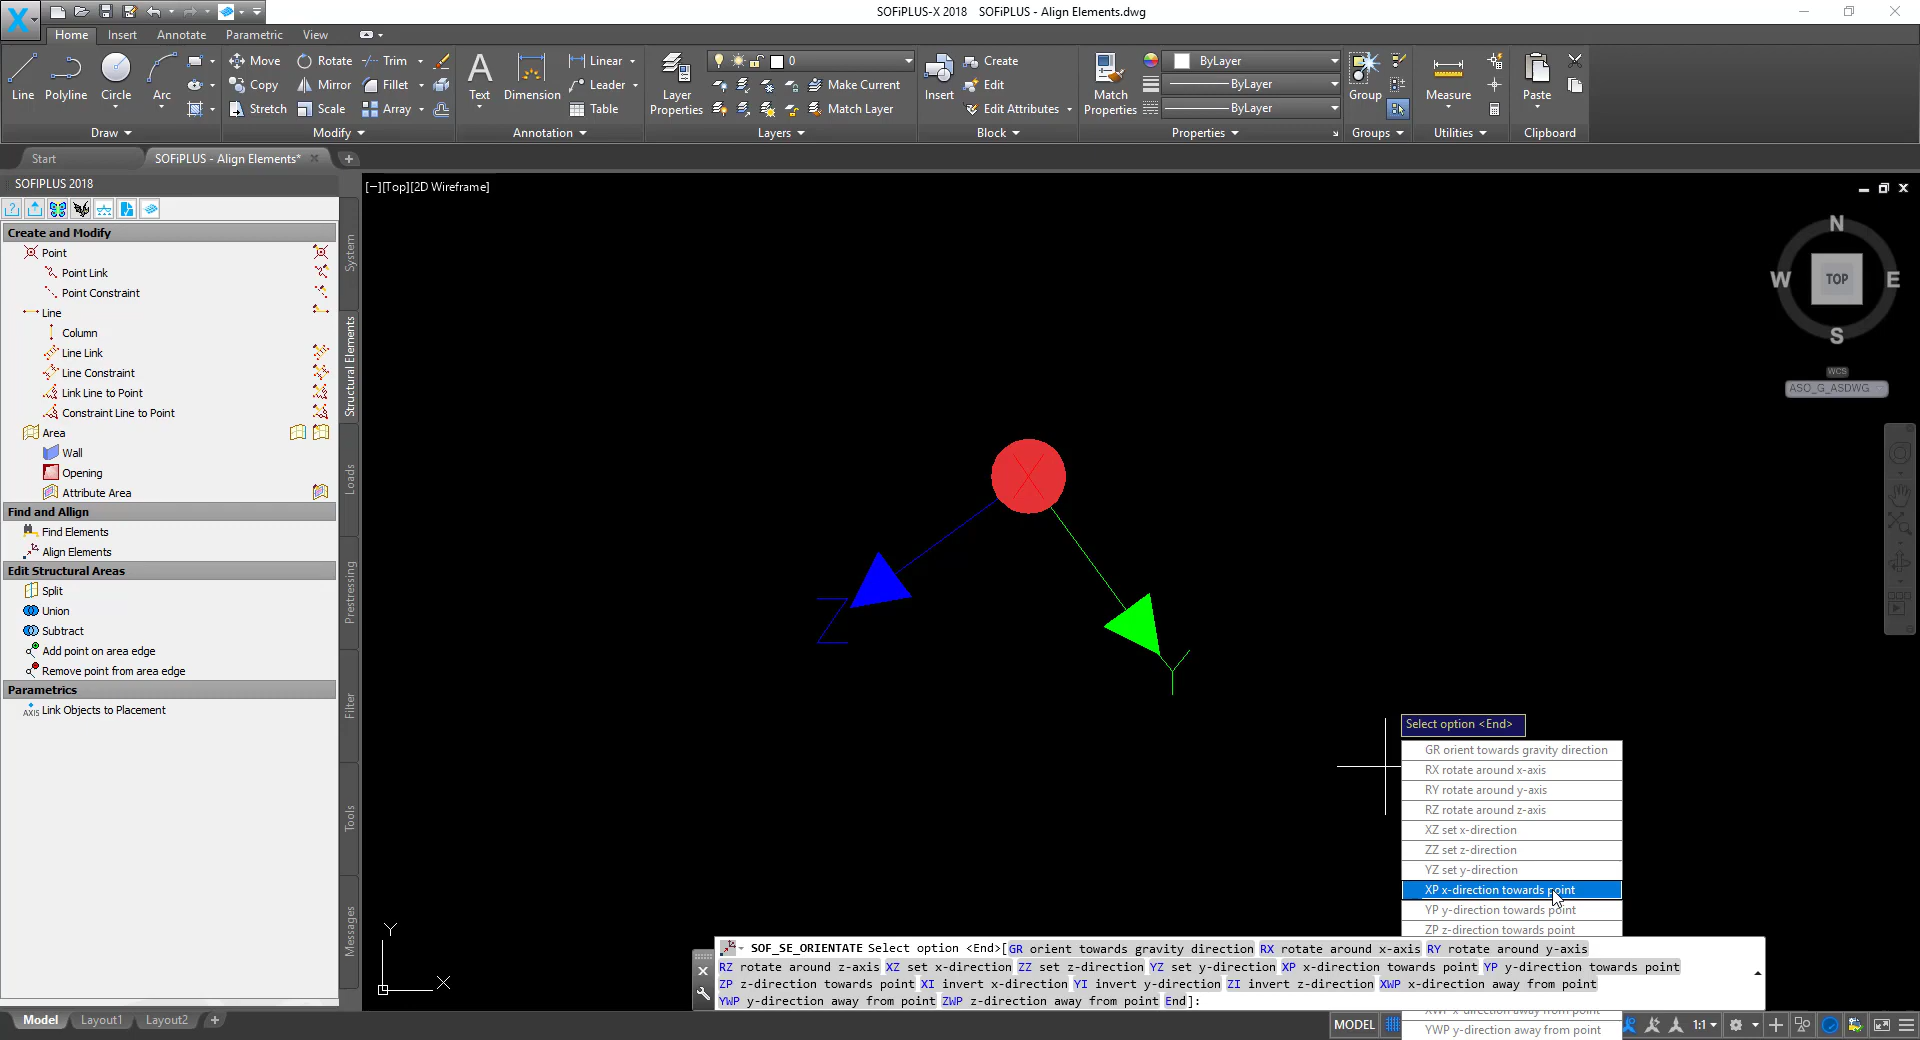 SOFiPLUS-X 2018 SOFiPLUS - Align Elements.dwg
Home Insert Annotate Parametric View
Line Polyline Circle Arc
Move Rotate Trim
Copy Mirror Fillet
Stretch Scale Array
Text Dimension
Linear
Leader
Table
Layer Properties
0
Make Current
Match Layer
Insert
Create
Edit
Edit Attributes
Match Properties
ByLayer
ByLayer
ByLayer
Group Measure Paste
Draw Modify Annotation Layers Block Properties Groups Utilities Clipboard
Start SOFiPLUS - Align Elements*
SOFIPLUS 2018
Create and Modify
Point
Point Link
Point Constraint
Line
Column
Line Link
Line Constraint
Link Line to Point
Constraint Line to Point
Area
Wall
Opening
Attribute Area
Find and Allign
Find Elements
Align Elements
Edit Structural Areas
Split
Union
Subtract
Add point on area edge
Remove point from area edge
Parametrics
AXIS Link Objects to Placement
System
Structural Elements
Loads
Prestressing
Filter
Tools
Messages
[−][Top][2D Wireframe]
N
W TOP E
S
WCS
ASO_G_ASDWG
X
Z
Y
Select option <End>
GR orient towards gravity direction
RX rotate around x-axis
RY rotate around y-axis
RZ rotate around z-axis
XZ set x-direction
ZZ set z-direction
YZ set y-direction
XP x-direction towards point
YP y-direction towards point
ZP z-direction towards point
Y
X
SOF_SE_ORIENTATE Select option <End>[GR orient towards gravity direction RX rotate around x-axis RY rotate around y-axis
RZ rotate around z-axis XZ set x-direction ZZ set z-direction YZ set y-direction XP x-direction towards point YP y-direction towards point
ZP z-direction towards point XI invert x-direction YI invert y-direction ZI invert z-direction XWP x-direction away from point
YWP y-direction away from point ZWP z-direction away from point End]:
XWP x-direction away from point
YWP y-direction away from point
Model Layout1 Layout2
MODEL
1:1